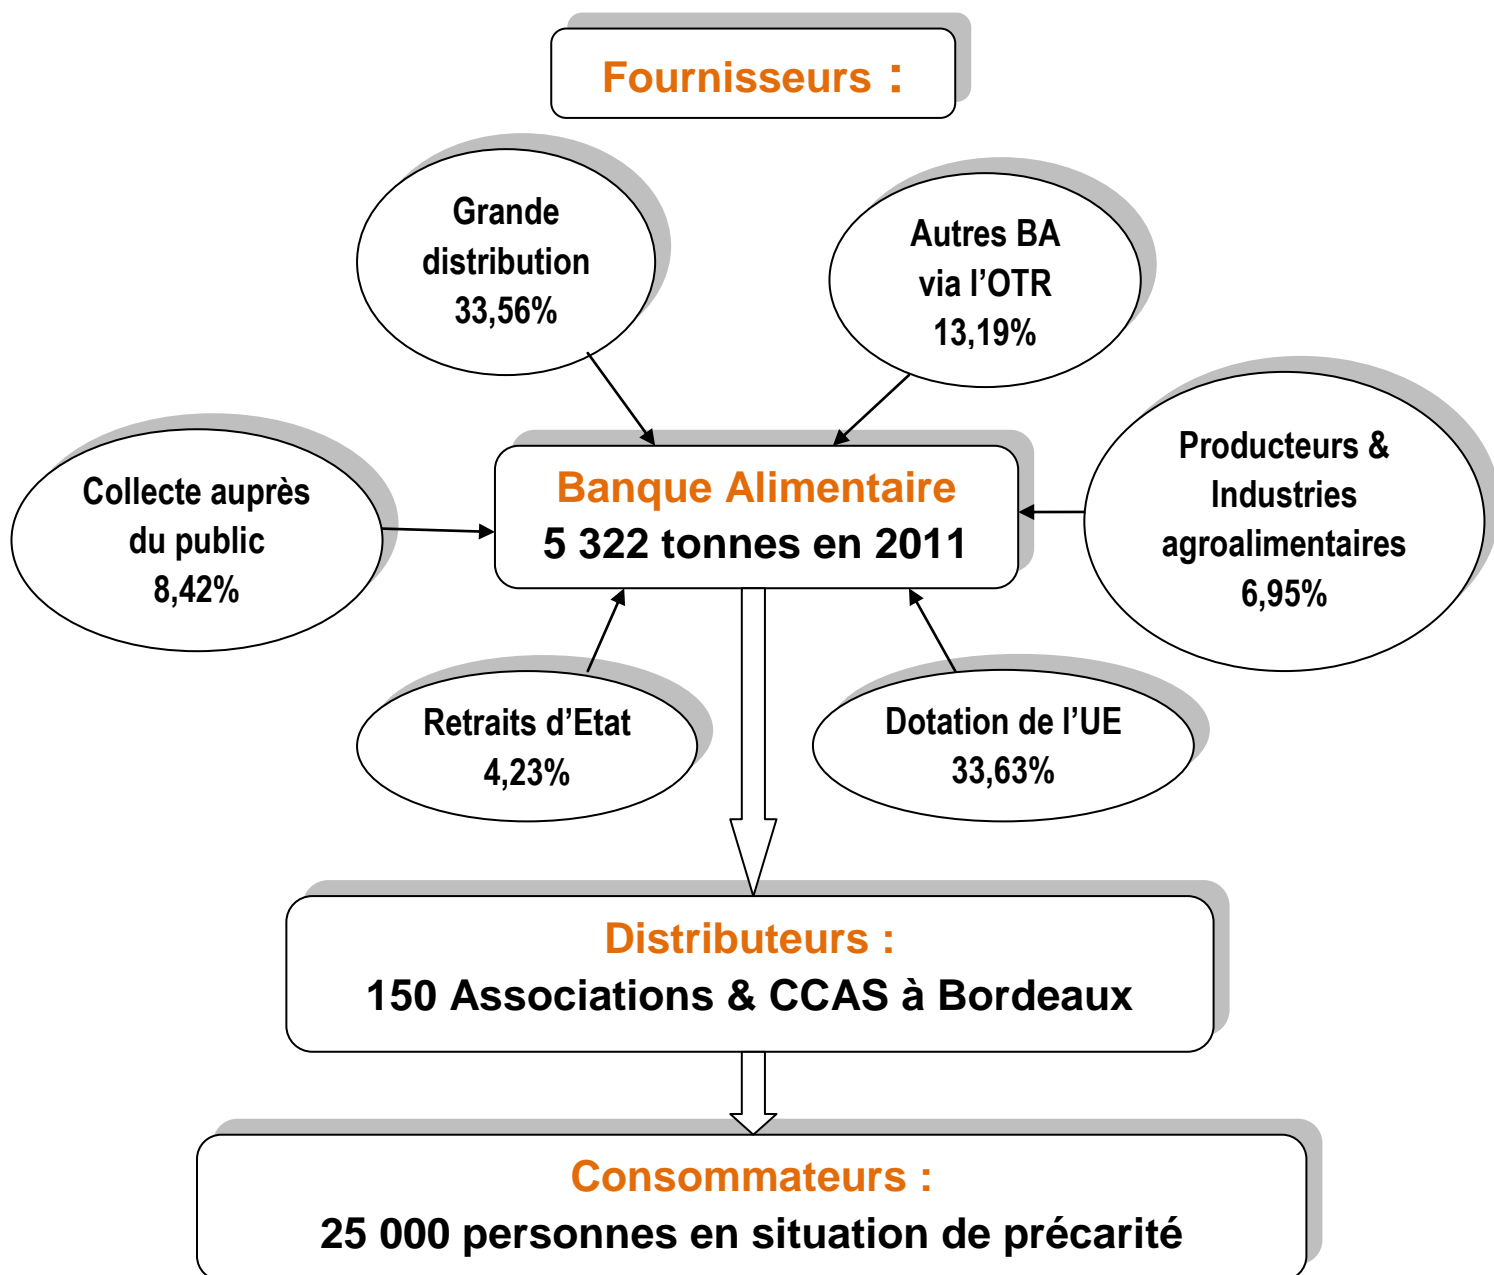 Fournisseurs :
Grande
distribution
33,56%
Autres BA
via l’OTR
13,19%
Collecte auprès
du public
8,42%
Banque Alimentaire
5 322 tonnes en 2011
Producteurs &
Industries
agroalimentaires
6,95%
Retraits d’Etat
4,23%
Dotation de l’UE
33,63%
Distributeurs :
150 Associations & CCAS à Bordeaux
Consommateurs :
25 000 personnes en situation de précarité